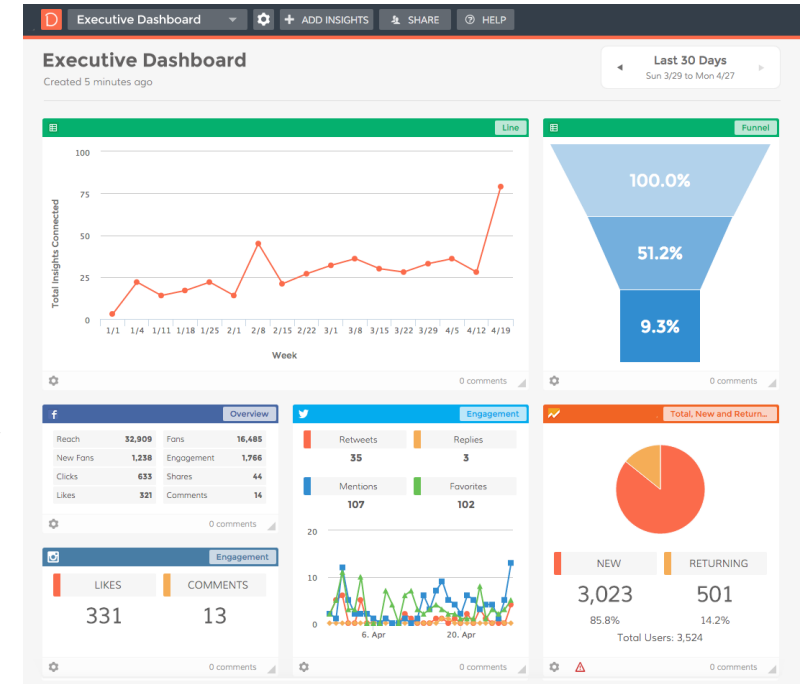 D Executive Dashboard ADD INSIGHTS SHARE HELP
Executive Dashboard
Created 5 minutes ago
Last 30 Days
Sun 3/29 to Mon 4/27
Line
Total Insights Connected
100
75
50
25
0
1/1 1/4 1/11 1/18 1/25 2/1 2/8 2/15 2/22 3/1 3/8 3/15 3/22 3/29 4/5 4/12 4/19
Week
0 comments
Funnel
100.0%
51.2%
9.3%
0 comments
f Overview
Reach 32,909 Fans 16,485
New Fans 1,238 Engagement 1,766
Clicks 633 Shares 44
Likes 321 Comments 14
0 comments
Engagement
LIKES COMMENTS
331 13
0 comments
Engagement
Retweets Replies
35 3
Mentions Favorites
107 102
20
10
0
6. Apr 20. Apr
0 comments
Total, New and Return...
NEW RETURNING
3,023 501
85.8% 14.2%
Total Users: 3,524
0 comments